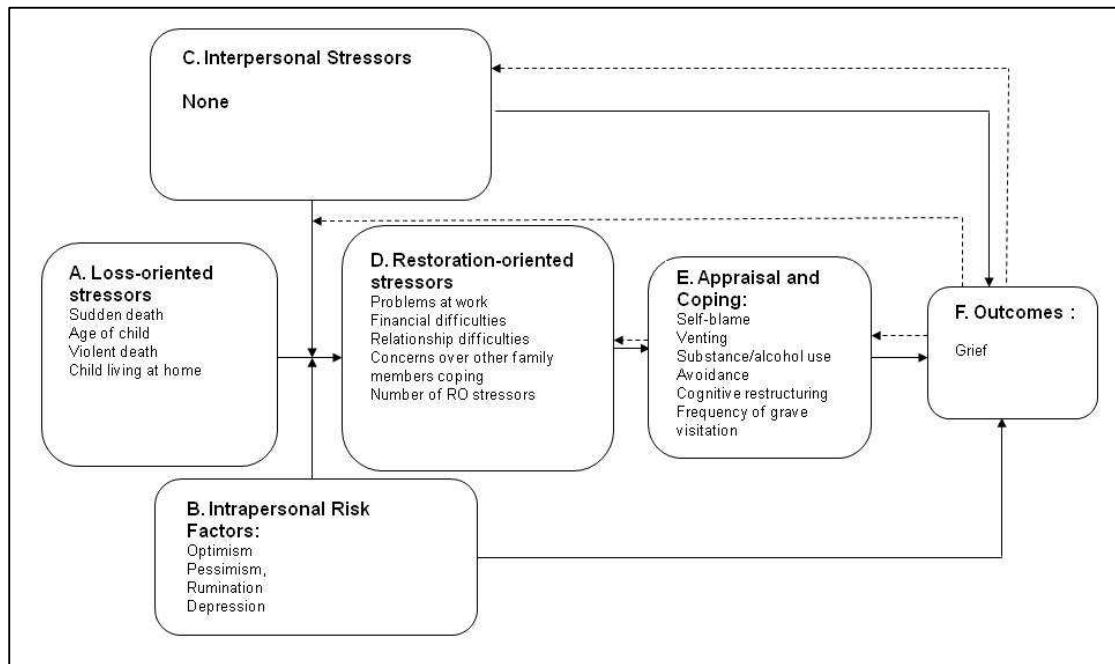 C. Interpersonal Stressors
None
A. Loss-oriented
stressors
Sudden death
Age of child
Violent death
Child living at home
D. Restoration-oriented
stressors
Problems at work
Financial difficulties
Relationship difficulties
Concerns over other family
members coping
Number of RO stressors
E. Appraisal and
Coping:
Self-blame
Venting
Substance/alcohol use
Avoidance
Cognitive restructuring
Frequency of grave
visitation
F. Outcomes :
Grief
B. Intrapersonal Risk
Factors:
Optimism
Pessimism,
Rumination
Depression